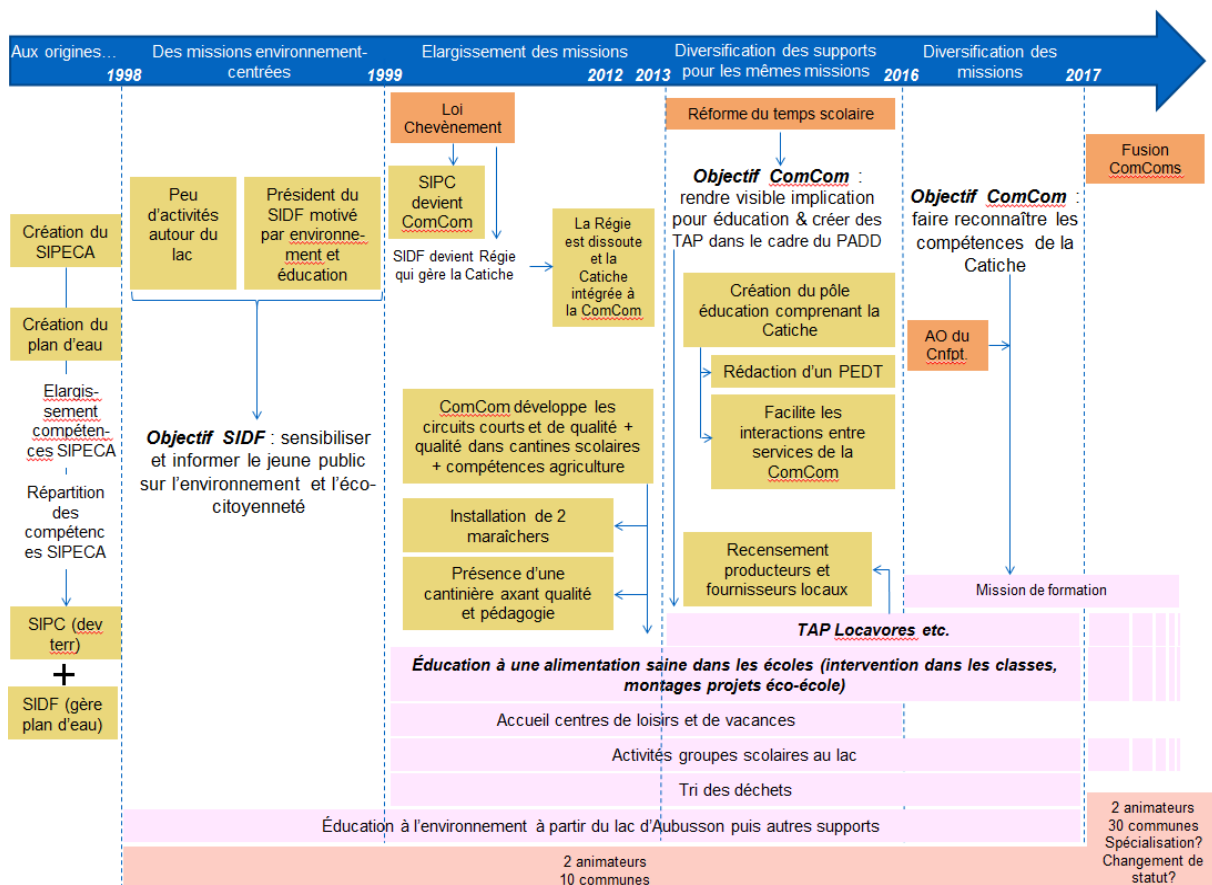 Aux origines…
1998
Des missions environnement-
centrées
1999
Elargissement des missions
2012
2013
Diversification des supports
pour les mêmes missions
2016
Diversification des
missions
2017
Création du
SIPECA
Création du
plan d'eau
Elargis-
sement
compéten-
ces SIPECA
Répartition
des
compétenc
es SIPECA
SIPC (dev
terr)
+
SIDF (gère
plan d'eau)
Peu
d'activités
autour du
lac
Président du
SIDF motivé
par environne-
ment et
éducation
Objectif SIDF : sensibiliser
et informer le jeune public
sur l'environnement et l'éco-
citoyenneté
Loi
Chevènement
SIPC
devient
ComCom
SIDF devient Régie
qui gère la Catiche
La Régie
est dissoute
et la
Catiche
intégrée à
la ComCom
ComCom développe les
circuits courts et de qualité +
qualité dans cantines scolaires
+ compétences agriculture
Installation de 2
maraîchers
Présence d'une
cantinière axant qualité
et pédagogie
Réforme du temps scolaire
Objectif ComCom :
rendre visible implication
pour éducation & créer des
TAP dans le cadre du PADD
Création du pôle
éducation comprenant la
Catiche
Rédaction d'un PEDT
Facilite les
interactions entre
services de la
ComCom
Recensement
producteurs et
fournisseurs locaux
Objectif ComCom :
faire reconnaître les
compétences de la
Catiche
AO du
Cnfpt.
Fusion
ComComs
Mission de formation
TAP Locavores etc.
Éducation à une alimentation saine dans les écoles (intervention dans les classes,
montages projets éco-école)
Accueil centres de loisirs et de vacances
Activités groupes scolaires au lac
Tri des déchets
Éducation à l'environnement à partir du lac d'Aubusson puis autres supports
2 animateurs
10 communes
2 animateurs
30 communes
Spécialisation?
Changement de
statut?